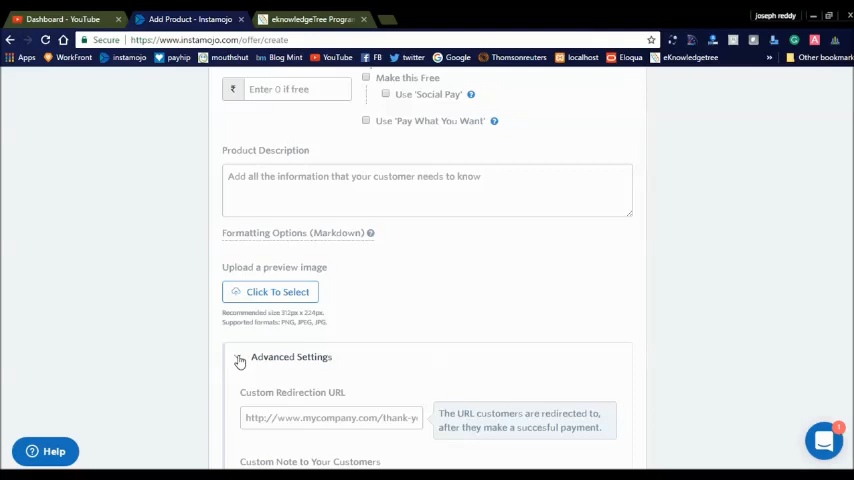 Dashboard - YouTube
Add Product - Instamojo
eknowledgeTree Program
joseph reddy
Secure
https://www.instamojo.com/offer/create
Apps
WorkFront
instamojo
payhip
mouthshut
bm Blog Mint
YouTube
FB
twitter
Google
Thomsonreuters
localhost
Eloqua
eKnowledgetree
»
Other bookmark
₹
Enter 0 if free
Make this Free
Use 'Social Pay'
Use 'Pay What You Want'
Product Description
Add all the information that your customer needs to know
Formatting Options (Markdown)
Upload a preview image
Click To Select
Recommended size 312px x 224px.
Supported formats: PNG, JPEG, JPG.
Advanced Settings
Custom Redirection URL
http://www.mycompany.com/thank-y
The URL customers are redirected to,
after they make a succesful payment.
Custom Note to Your Customers
Help
1